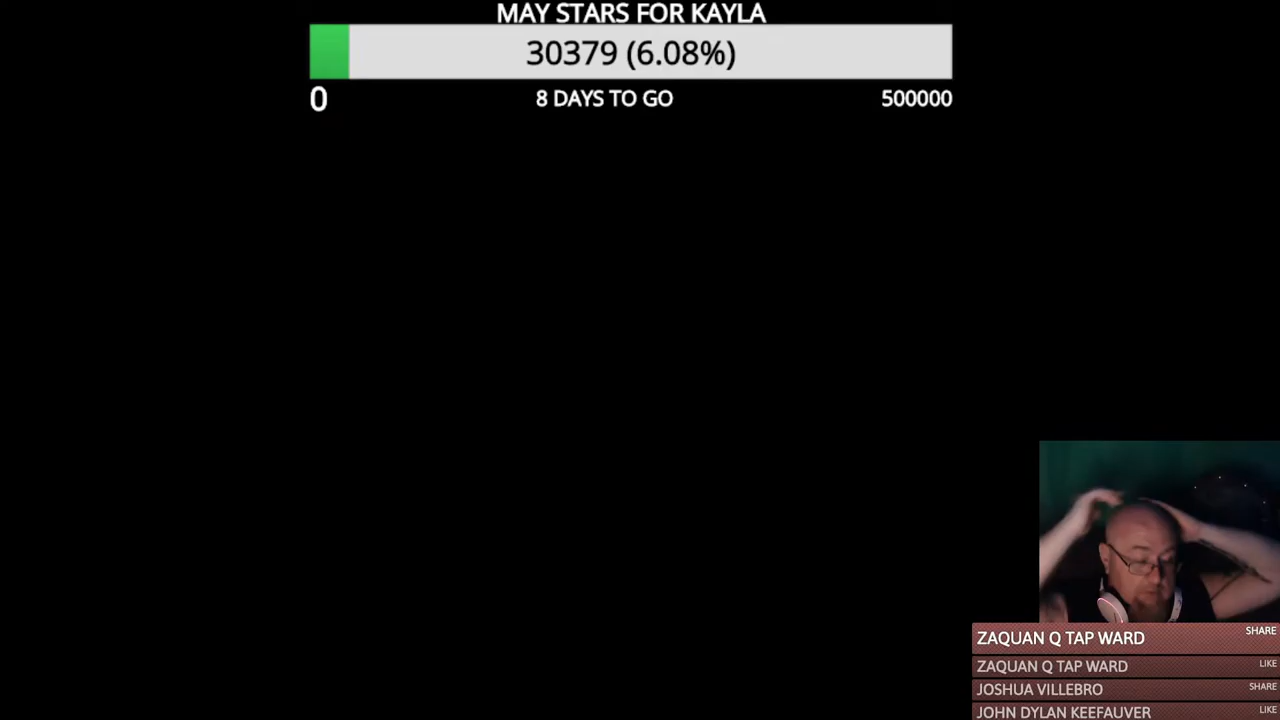 MAY STARS FOR KAYLA
30379 (6.08%)
0 8 DAYS TO GO 500000
ZAQUAN Q TAP WARD SHARE
ZAQUAN Q TAP WARD LIKE
JOSHUA VILLEBRO SHARE
JOHN DYLAN KEEFAUVER LIKE